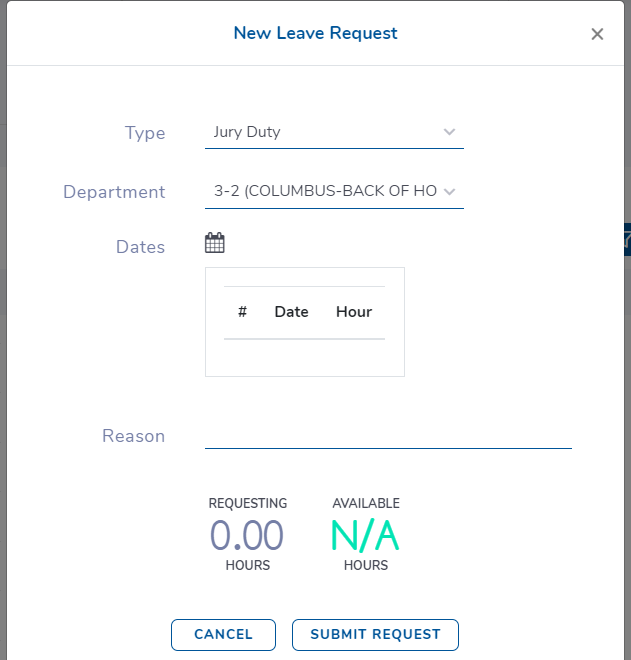 New Leave Request
Type
Jury Duty
Department
3-2 (COLUMBUS-BACK OF HO
Dates
# Date Hour
Reason
REQUESTING AVAILABLE
0.00 N/A
HOURS HOURS
CANCEL SUBMIT REQUEST